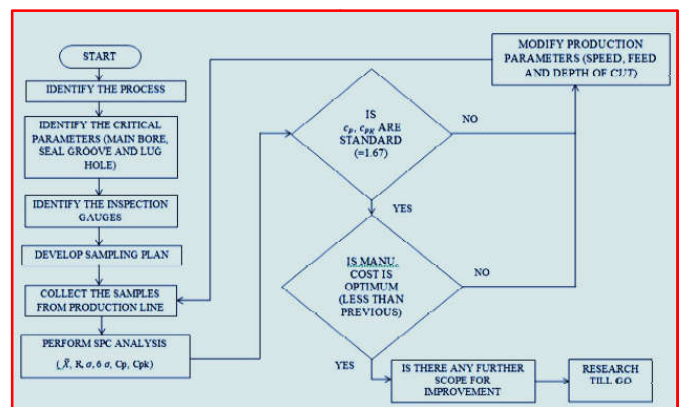 START
IDENTIFY THE PROCESS
IDENTIFY THE CRITICAL
PARAMETERS (MAIN BORE,
SEAL GROOVE AND LUG
HOLE)
IDENTIFY THE INSPECTION
GAUGES
DEVELOP SAMPLING PLAN
COLLECT THE SAMPLES
FROM PRODUCTION LINE
PERFORM SPC ANALYSIS
( X̄, R, σ, 6 σ, Cp, Cpk)
IS
cp, cpk ARE
STANDARD
(=1.67)
NO
YES
MODIFY PRODUCTION
PARAMETERS (SPEED, FEED
AND DEPTH OF CUT)
IS MANU.
COST IS
OPTIMUM
(LESS THAN
PREVIOUS)
NO
YES
IS THERE ANY FURTHER
SCOPE FOR
IMPROVEMENT
RESEARCH
TILL GO